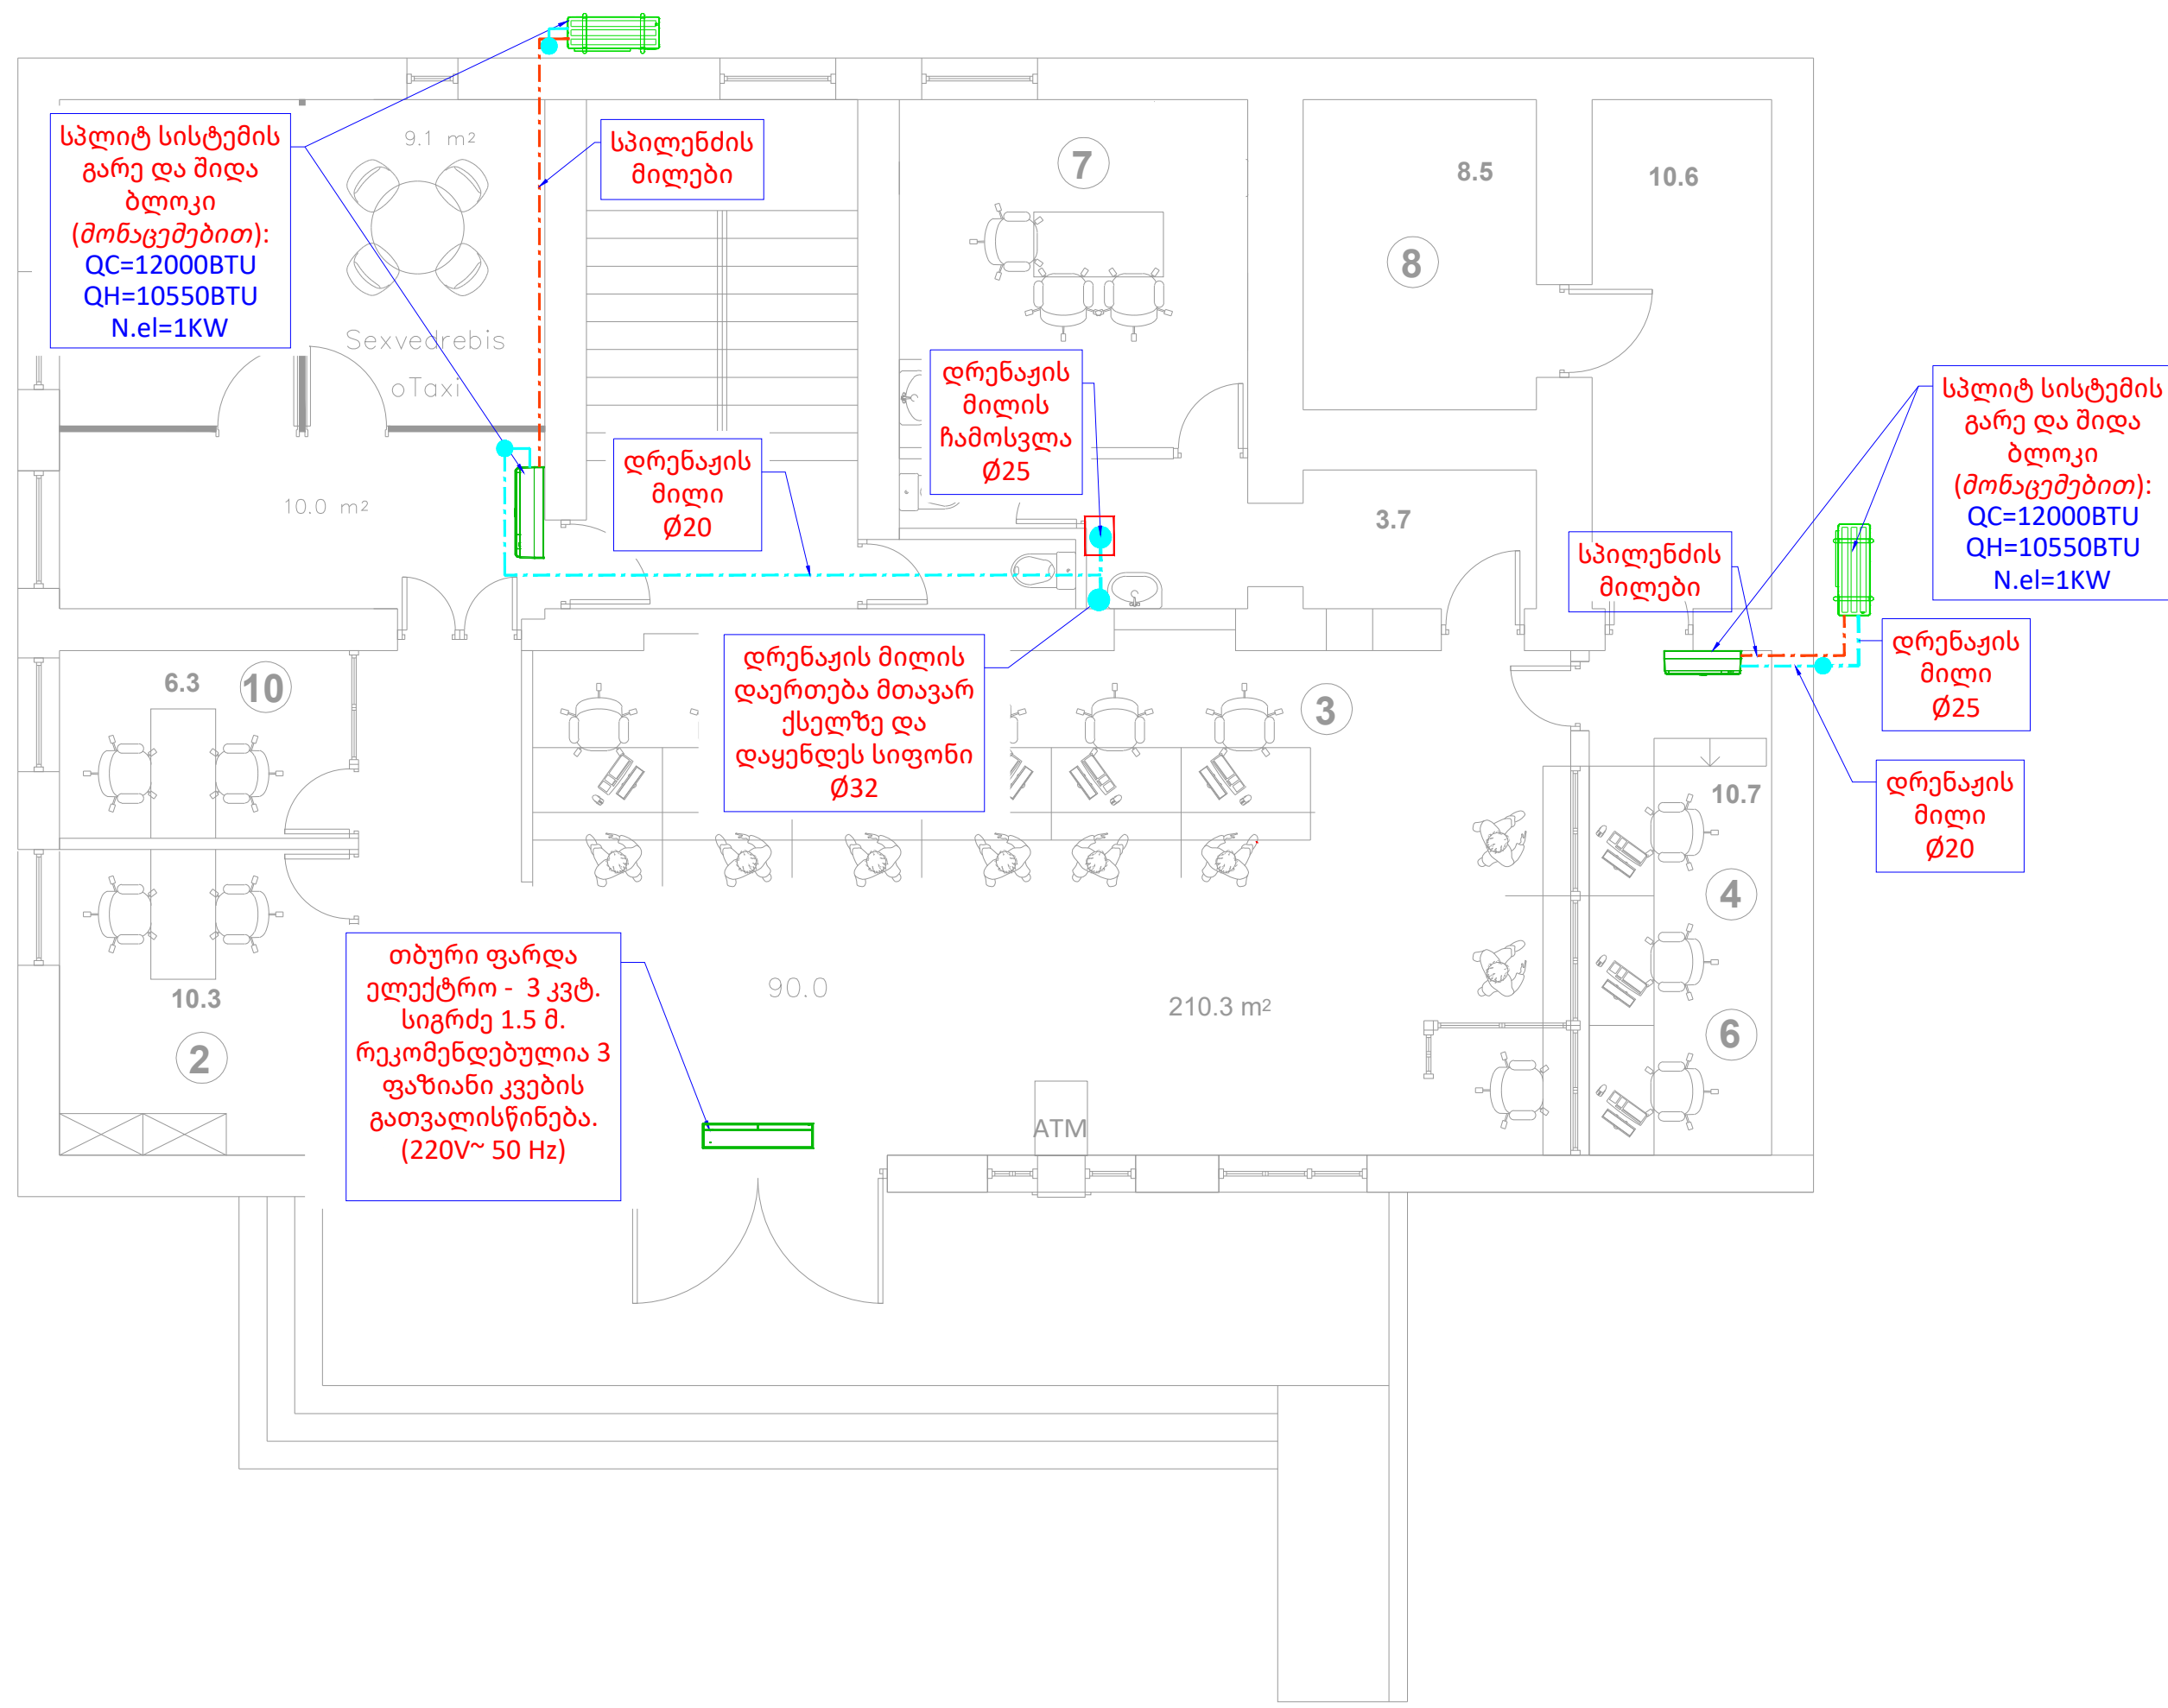 სპლიტ სისტემის
გარე და შიდა
ბლოკი
(მონაცემებით):
QC=12000BTU
QH=10550BTU
N.el=1KW
9.1 m²
Sexvedrebis
oTaxi
სპილენძის
მილები
7
8.5
10.6
8
დრენაჟის
მილის
ჩამოსვლა
Ø25
დრენაჟის
მილი
Ø20
10.0 m²
3.7
სპილენძის
მილები
სპლიტ სისტემის
გარე და შიდა
ბლოკი
(მონაცემებით):
QC=12000BTU
QH=10550BTU
N.el=1KW
დრენაჟის
მილი
Ø25
დრენაჟის
მილი
Ø20
6.3
10
დრენაჟის მილის
დაერთება მთავარ
ქსელზე და
დაყენდეს სიფონი
Ø32
3
10.7
4
6
თბური ფარდა
ელექტრო - 3 კვტ.
სიგრძე 1.5 მ.
რეკომენდებულია 3
ფაზიანი კვების
გათვალისწინება.
(220V~ 50 Hz)
90.0
210.3 m²
10.3
2
ATM